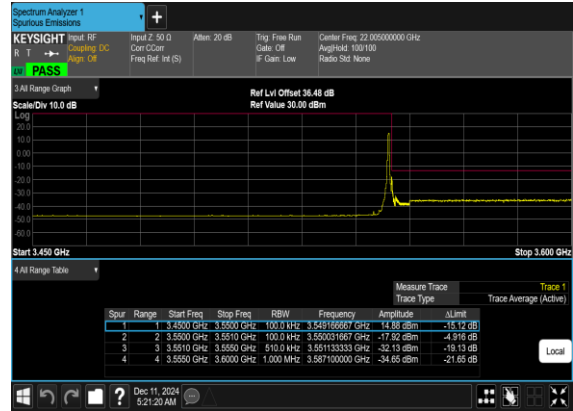 Spectrum Analyzer 1
Spurious Emissions
+
KEYSIGHT
R T
LW PASS
Input: RF
Coupling: DC
Align: Off
Input Z: 50 Ω
Corr CCorr
Freq Ref: Int (S)
Atten: 20 dB
Trig: Free Run
Gate: Off
IF Gain: Low
Center Freq: 22.005000000 GHz
Avg|Hold: 100/100
Radio Std: None
3 All Range Graph
Ref Lvl Offset 36.48 dB
Scale/Div 10.0 dB
Ref Value 30.00 dBm
Log
20.0
10.0
0.00
-10.0
-20.0
-30.0
-40.0
-50.0
-60.0
Start 3.450 GHz
Stop 3.600 GHz
4 All Range Table
Measure Trace Trace 1
Trace Type Trace Average (Active)
Spur Range Start Freq Stop Freq RBW Frequency Amplitude ΔLimit
1 1 3.4500 GHz 3.5500 GHz 100.0 kHz 3.549166667 GHz 14.88 dBm -15.12 dB
2 2 3.5500 GHz 3.5510 GHz 100.0 kHz 3.550031667 GHz -17.92 dBm -4.916 dB
3 3 3.5510 GHz 3.5550 GHz 510.0 kHz 3.551133333 GHz -32.13 dBm -19.13 dB
4 4 3.5550 GHz 3.6000 GHz 1.000 MHz 3.587100000 GHz -34.65 dBm -21.65 dB
Local
?
Dec 11, 2024
5:21:20 AM